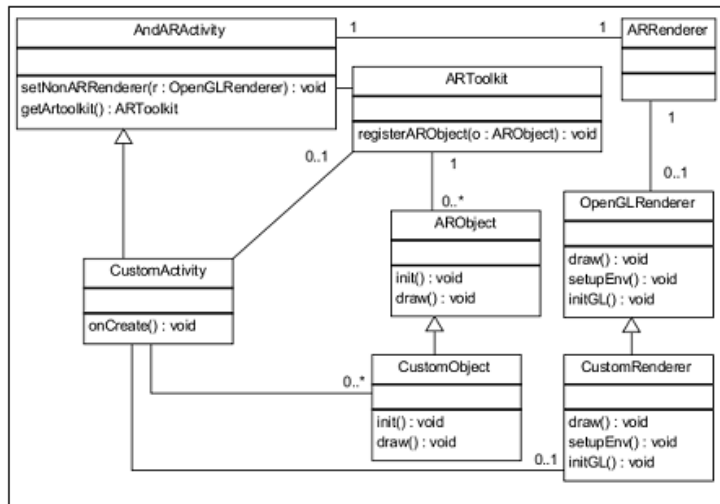 AndARActivity
1
1
ARRenderer
setNonARRenderer(r : OpenGLRenderer) : void
getArtoolkit() : ARToolkit
ARToolkit
registerARObject(o : ARObject) : void
1
0..1
1
0..1
0..*
ARObject
OpenGLRenderer
init() : void
draw() : void
draw() : void
setupEnv() : void
initGL() : void
CustomActivity
onCreate() : void
CustomObject
0..*
init() : void
draw() : void
CustomRenderer
draw() : void
setupEnv() : void
initGL() : void
0..1